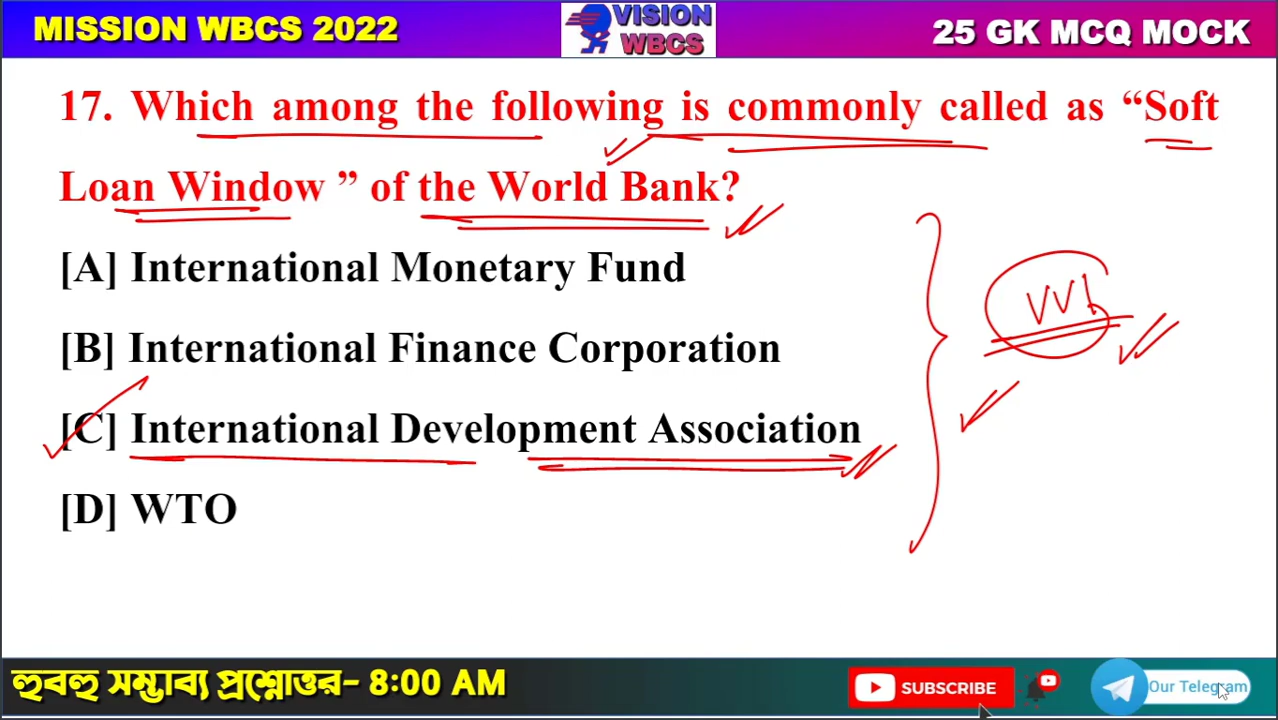 MISSION WBCS 2022
VISION
WBCS
25 GK MCQ MOCK
17. Which among the following is commonly called as “Soft
Loan Window ” of the World Bank?
[A] International Monetary Fund
[B] International Finance Corporation
[C] International Development Association
[D] WTO
VVI
হুবহু সম্ভাব্য প্রশ্নোত্তর- 8:00 AM
SUBSCRIBE
Our Telegram